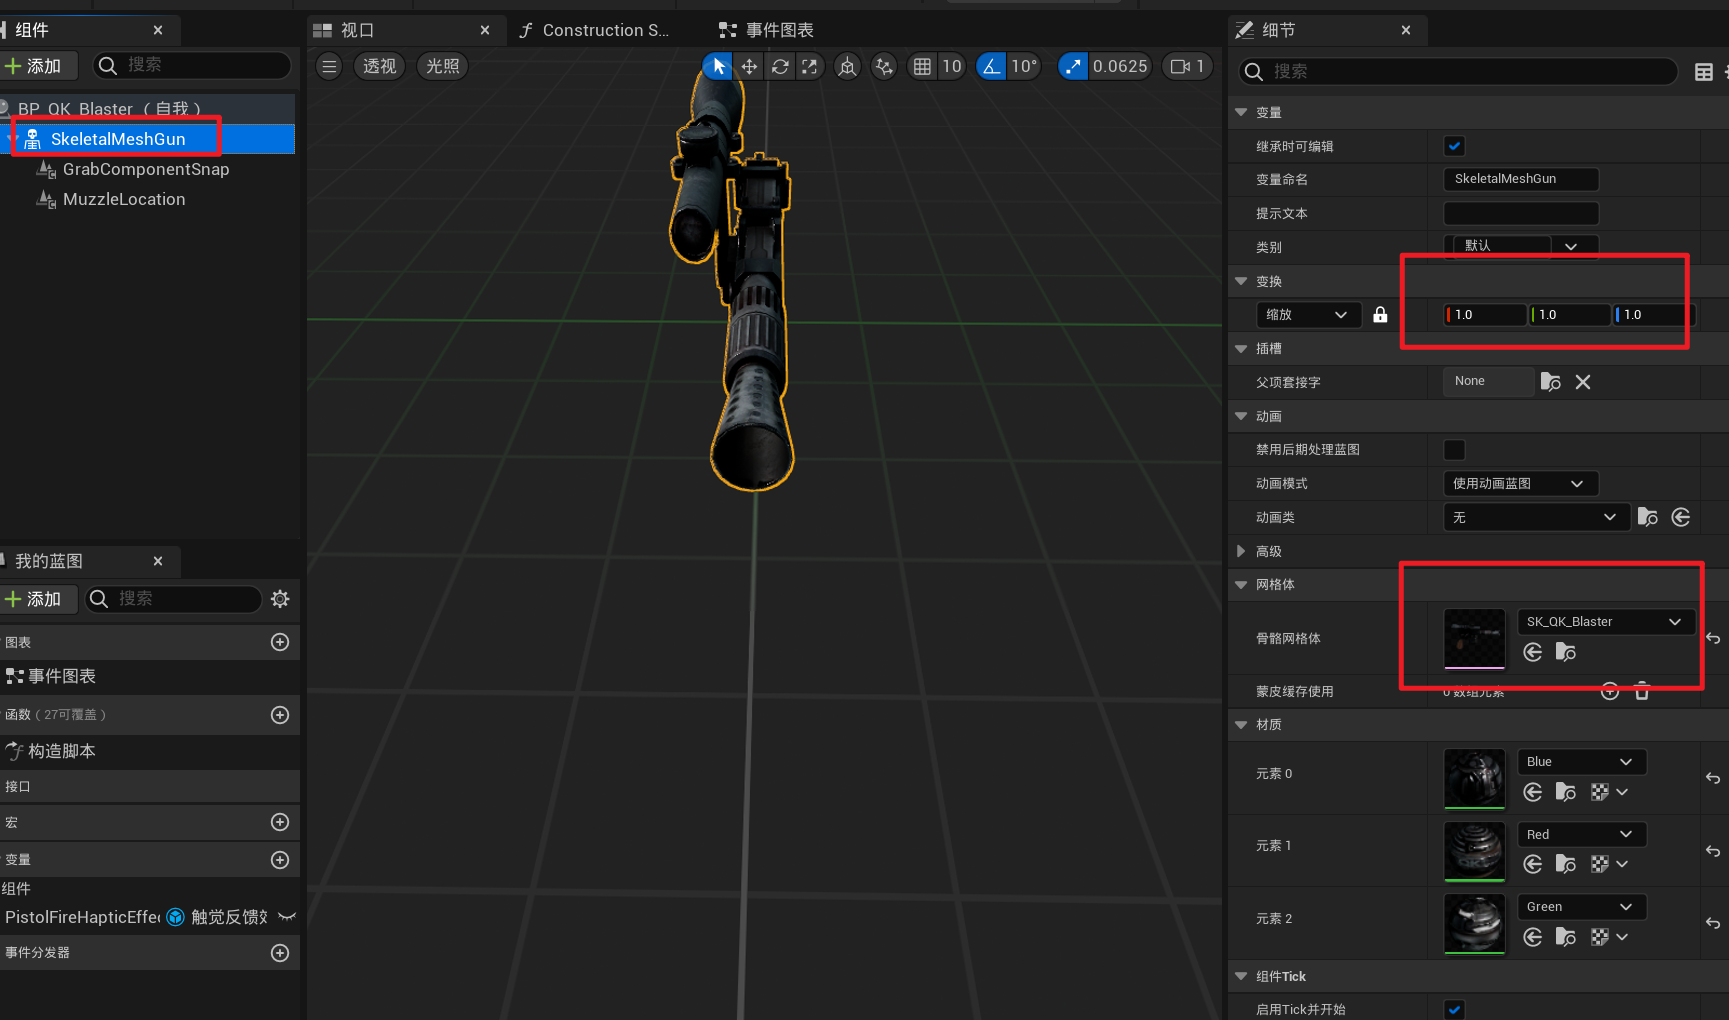 组件
添加
搜索
BP_QK_Blaster （自我）
SkeletalMeshGun
GrabComponentSnap
MuzzleLocation
我的蓝图
添加
搜索
图表
事件图表
函数（27可覆盖）
构造脚本
接口
宏
变量
组件
PistolFireHapticEffe 触觉反馈效
事件分发器
视口
Construction S...
事件图表
透视
光照
10
10°
0.0625
1
细节
搜索
变量
继承时可编辑
变量命名 SkeletalMeshGun
提示文本
类别 默认
变换
缩放 1.0 1.0 1.0
插槽
父项套接字 None
动画
禁用后期处理蓝图
动画模式 使用动画蓝图
动画类 无
高级
网格体
骨骼网格体 SK_QK_Blaster
蒙皮缓存使用 0 数组元素
材质
元素 0 Blue
元素 1 Red
元素 2 Green
组件Tick
启用Tick并开始